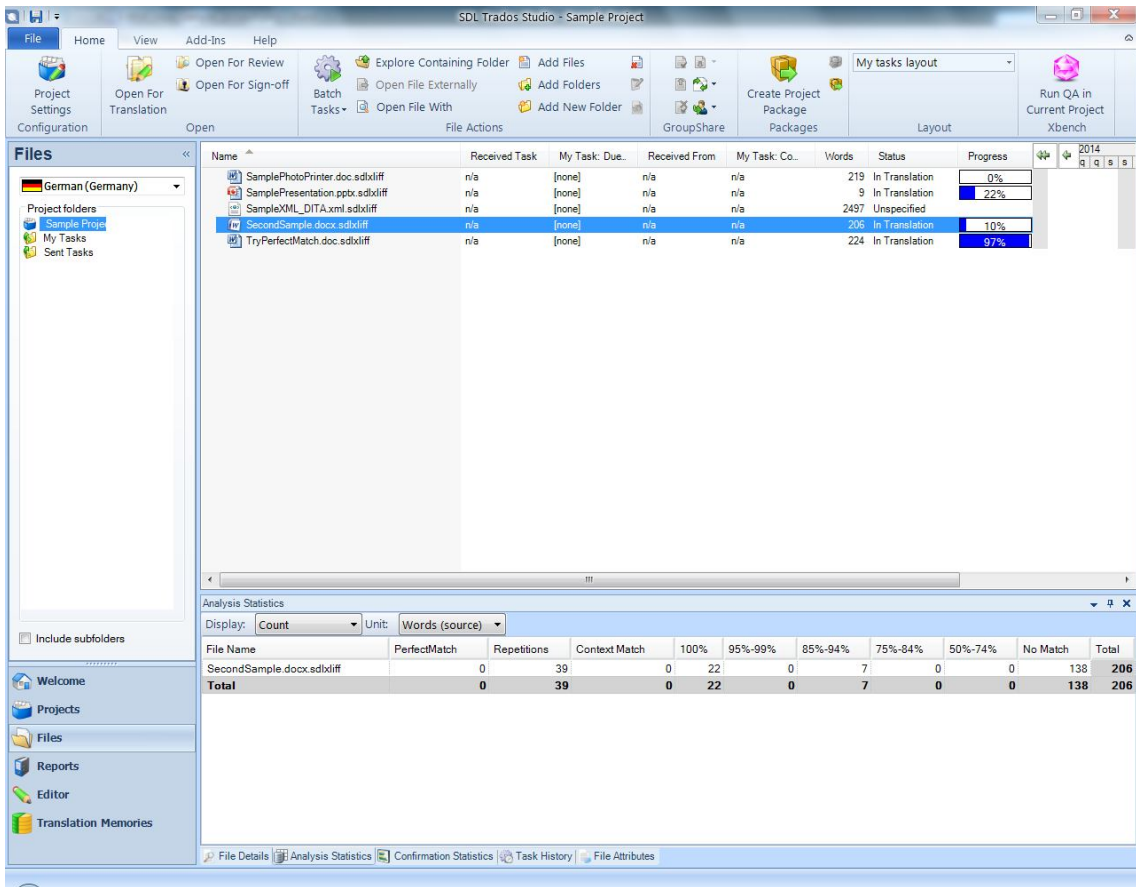 SDL Trados Studio - Sample Project
File Home View Add-Ins Help
Project Settings
Configuration
Open For Translation
Open For Review
Open For Sign-off
Open
Batch Tasks
Explore Containing Folder
Open File Externally
Open File With
Add Files
Add Folders
Add New Folder
File Actions
GroupShare
Create Project Package
Packages
My tasks layout
Layout
Run QA in Current Project
Xbench
Files «
German (Germany)
Project folders
Sample Proje
My Tasks
Sent Tasks
Include subfolders
Welcome
Projects
Files
Reports
Editor
Translation Memories
Name Received Task My Task: Due... Received From My Task: Co... Words Status Progress 2014
q q s s
SamplePhotoPrinter.doc.sdlxliff n/a [none] n/a n/a 219 In Translation 0%
SamplePresentation.pptx.sdlxliff n/a [none] n/a n/a 9 In Translation 22%
SampleXML_DITA.xml.sdlxliff n/a [none] n/a n/a 2497 Unspecified
SecondSample.docx.sdlxliff n/a [none] n/a n/a 206 In Translation 10%
TryPerfectMatch.doc.sdlxliff n/a [none] n/a n/a 224 In Translation 97%
Analysis Statistics
Display: Count Unit: Words (source)
File Name PerfectMatch Repetitions Context Match 100% 95%-99% 85%-94% 75%-84% 50%-74% No Match Total
SecondSample.docx.sdlxliff 0 39 0 22 0 7 0 0 138 206
Total 0 39 0 22 0 7 0 0 138 206
File Details Analysis Statistics Confirmation Statistics Task History File Attributes